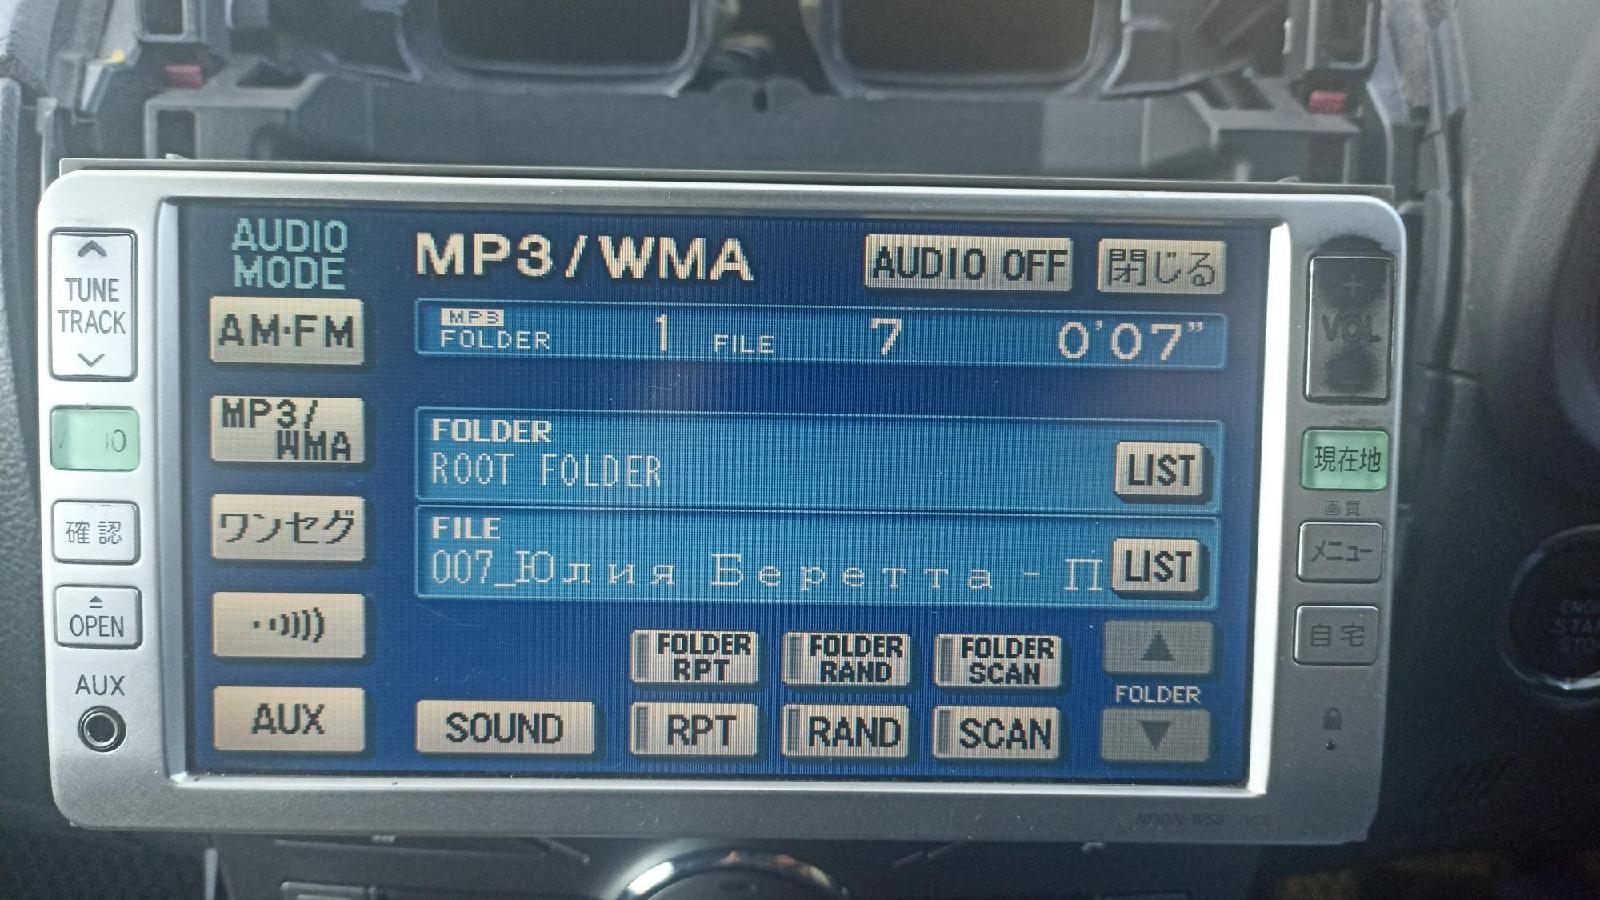 TUNE
TRACK
確認
OPEN
AUX
AUDIO
MODE
AM・FM
MP3/
WMA
ワンセグ
AUX
MP3/WMA
AUDIO OFF
閉じる
MP3
FOLDER 1 FILE 7 0'07"
FOLDER
ROOT FOLDER
LIST
FILE
007_Юлия Беретта - П
LIST
FOLDER
RPT
FOLDER
RAND
FOLDER
SCAN
FOLDER
SOUND
RPT
RAND
SCAN
VOL
現在地
画質
メニュー
自宅